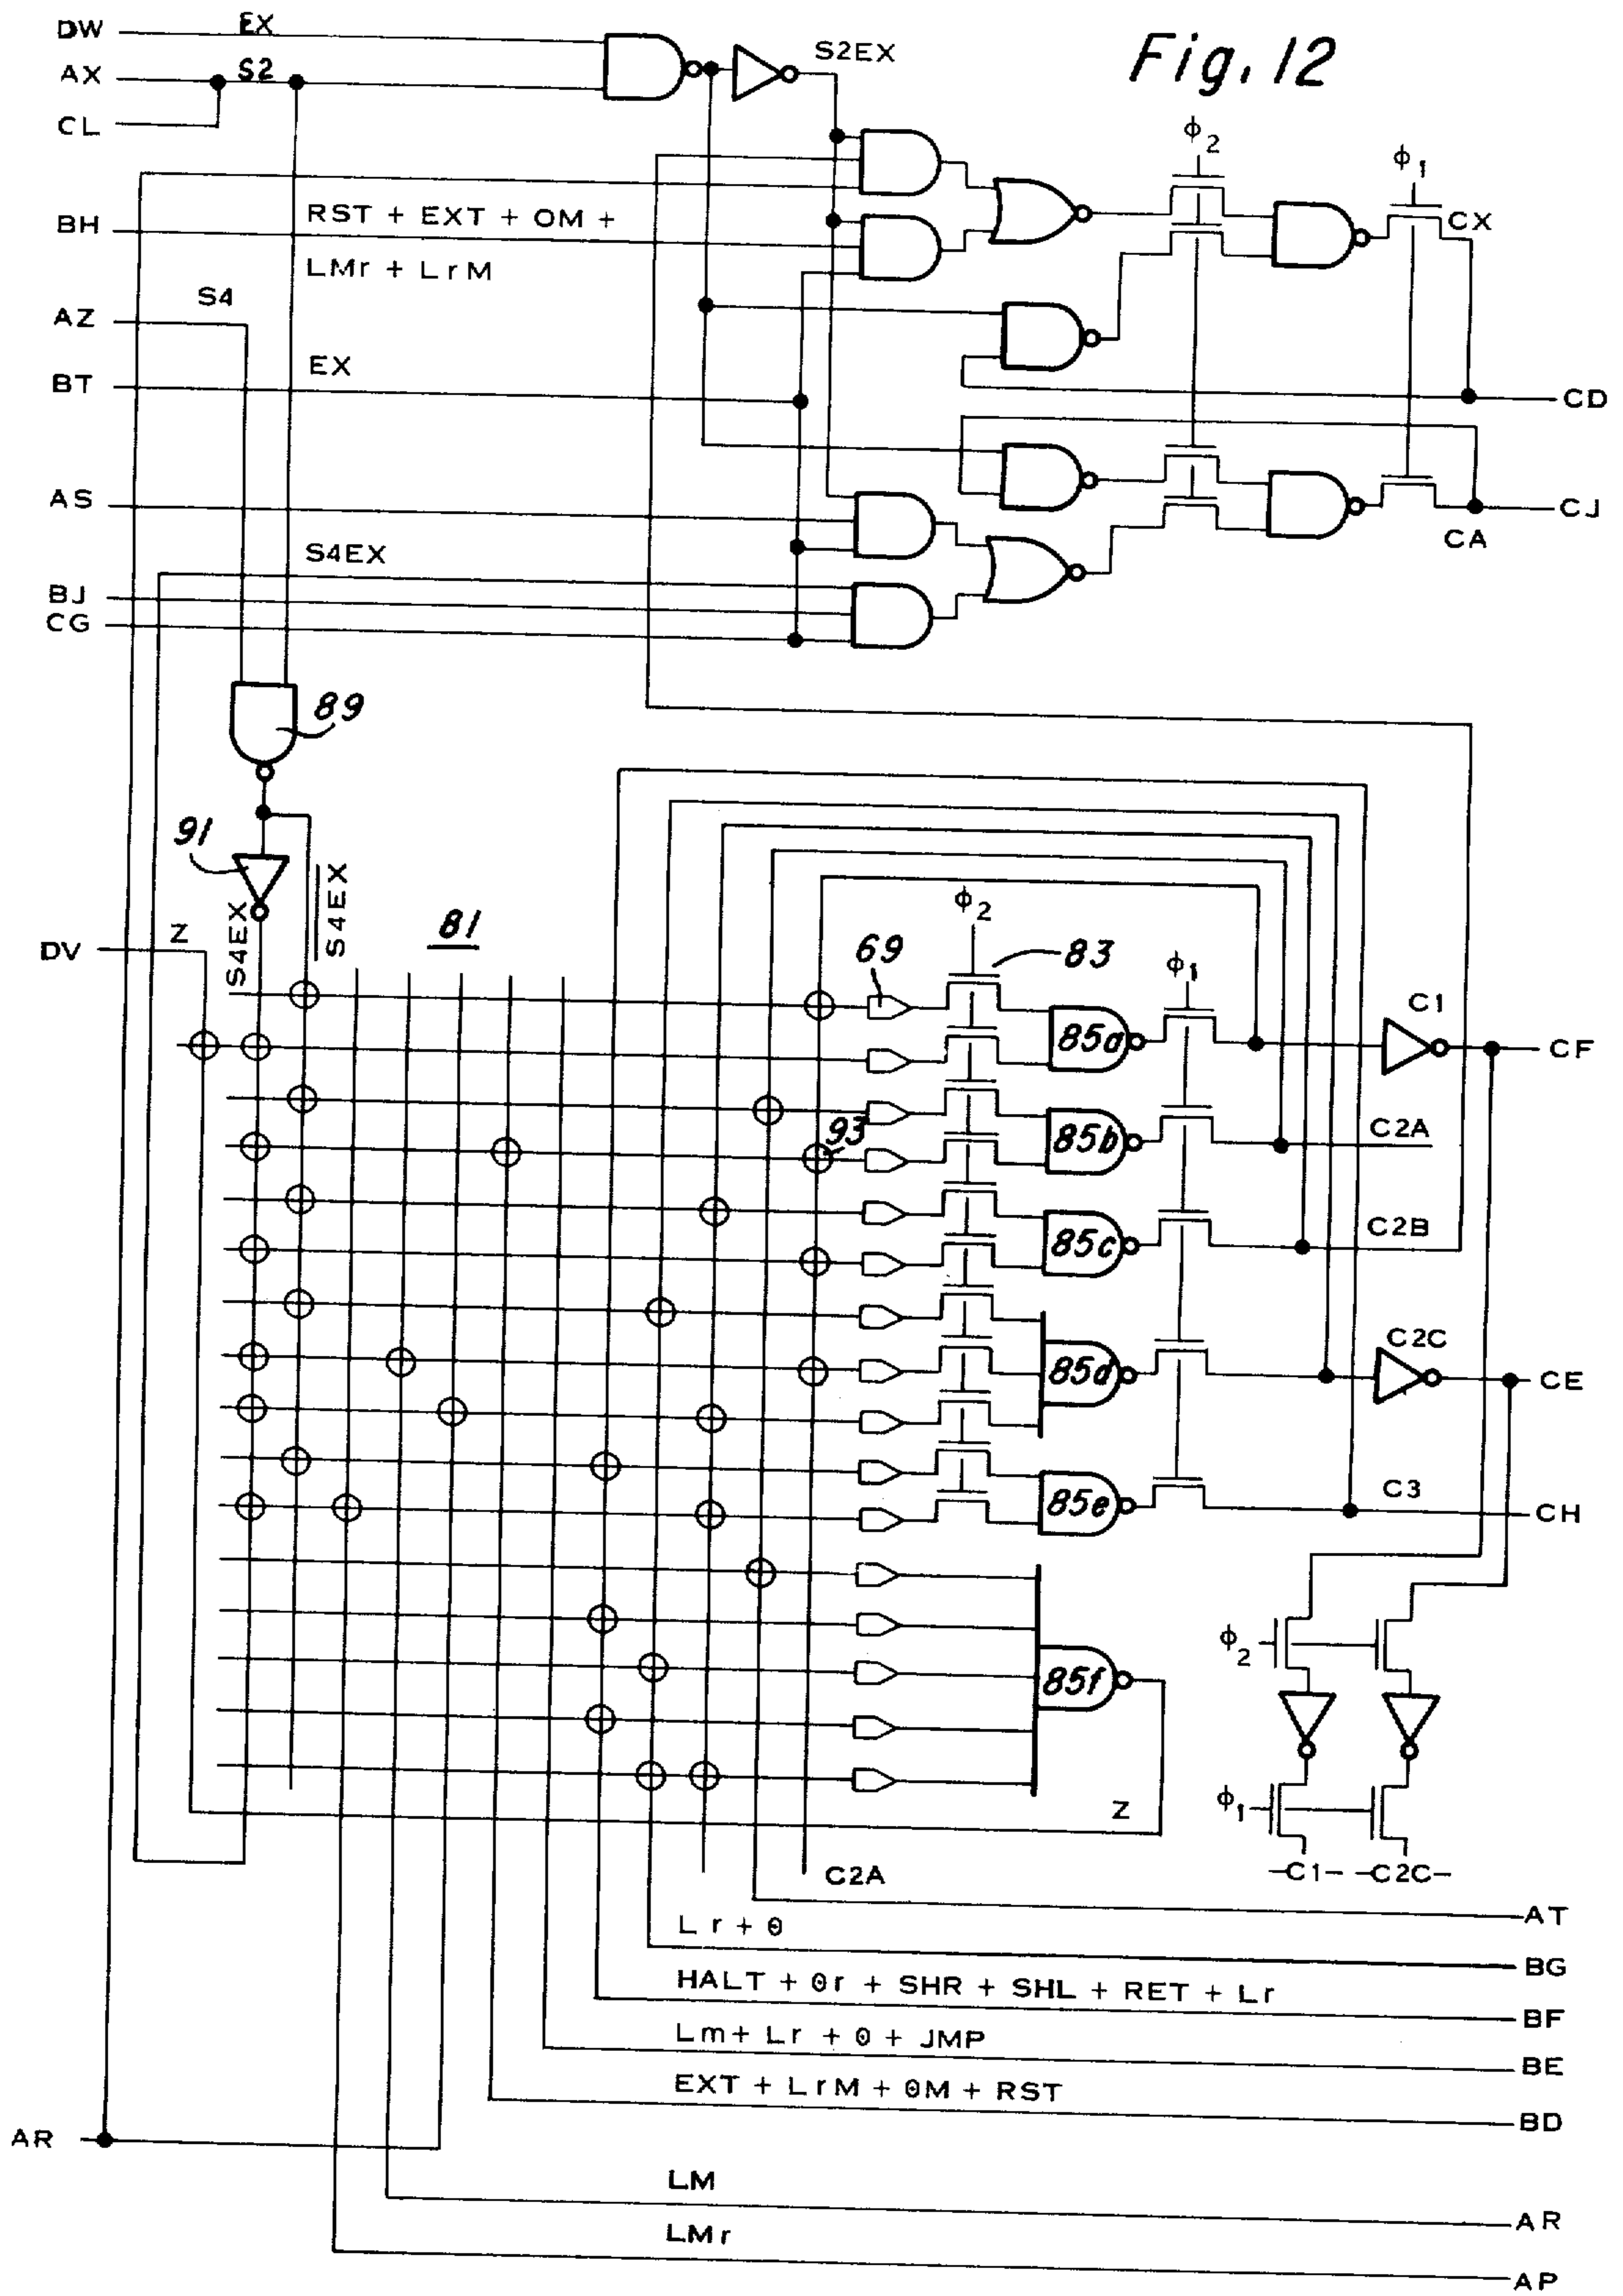 Fig. 12
DW EX
AX S2
S2EX
CL
ϕ2
ϕ1
CX
BH RST + EXT + OM +
LMr + LrM
S4
AZ
EX
BT
CD
AS
CJ
CA
S4EX
BJ
CG
89
91
S4EX
S4EX
81
DV Z
69
ϕ2
83
ϕ1
85a
C1
CF
93
85b
C2A
85c
C2B
85d
C2C
CE
85e
C3
CH
ϕ2
85f
Z
ϕ1
-C1- -C2C-
C2A
AT
Lr + θ
BG
HALT + θr + SHR + SHL + RET + Lr
BF
Lm + Lr + θ + JMP
BE
EXT + LrM + θM + RST
BD
AR
LM
AR
LMr
AP